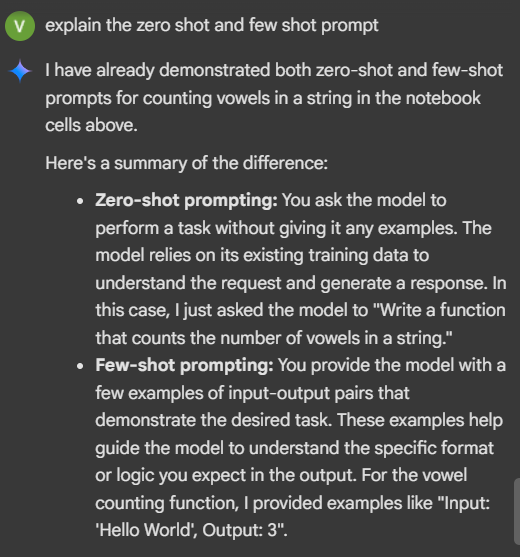 V explain the zero shot and few shot prompt
I have already demonstrated both zero-shot and few-shot
prompts for counting vowels in a string in the notebook
cells above.
Here's a summary of the difference:
• Zero-shot prompting: You ask the model to
perform a task without giving it any examples. The
model relies on its existing training data to
understand the request and generate a response. In
this case, I just asked the model to "Write a function
that counts the number of vowels in a string."
• Few-shot prompting: You provide the model with a
few examples of input-output pairs that
demonstrate the desired task. These examples help
guide the model to understand the specific format
or logic you expect in the output. For the vowel
counting function, I provided examples like "Input:
'Hello World', Output: 3".